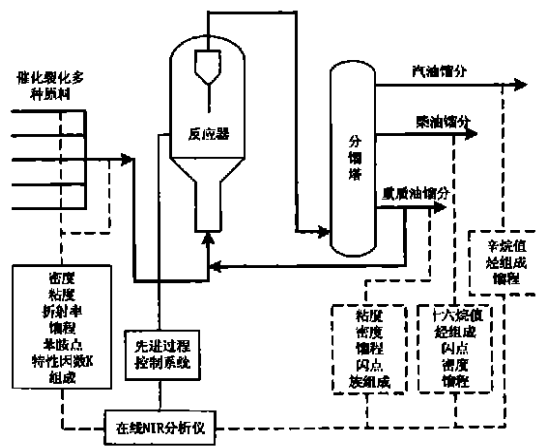 催化裂化多
种原料
反应器
分
馏
塔
汽油馏分
柴油馏分
重质油馏分
密度
粘度
折射率
馏程
苯胺点
特性因数K
组成
先进过程
控制系统
在线NIR分析仪
粘度
密度
馏程
闪点
族组成
十六烷值
烃组成
闪点
密度
馏程
辛烷值
烃组成
馏程